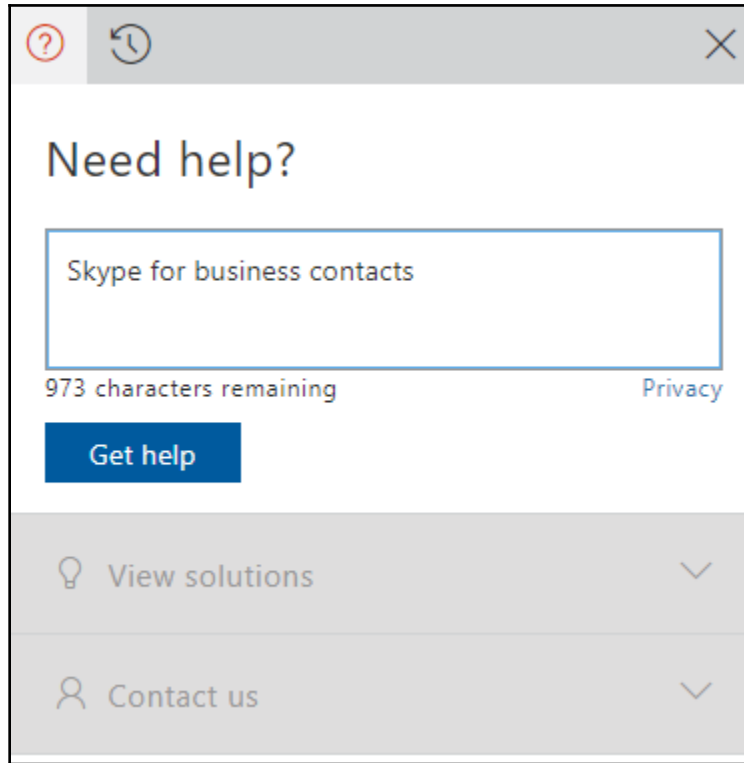 Need help?
Skype for business contacts
973 characters remaining
Privacy
Get help
View solutions
Contact us